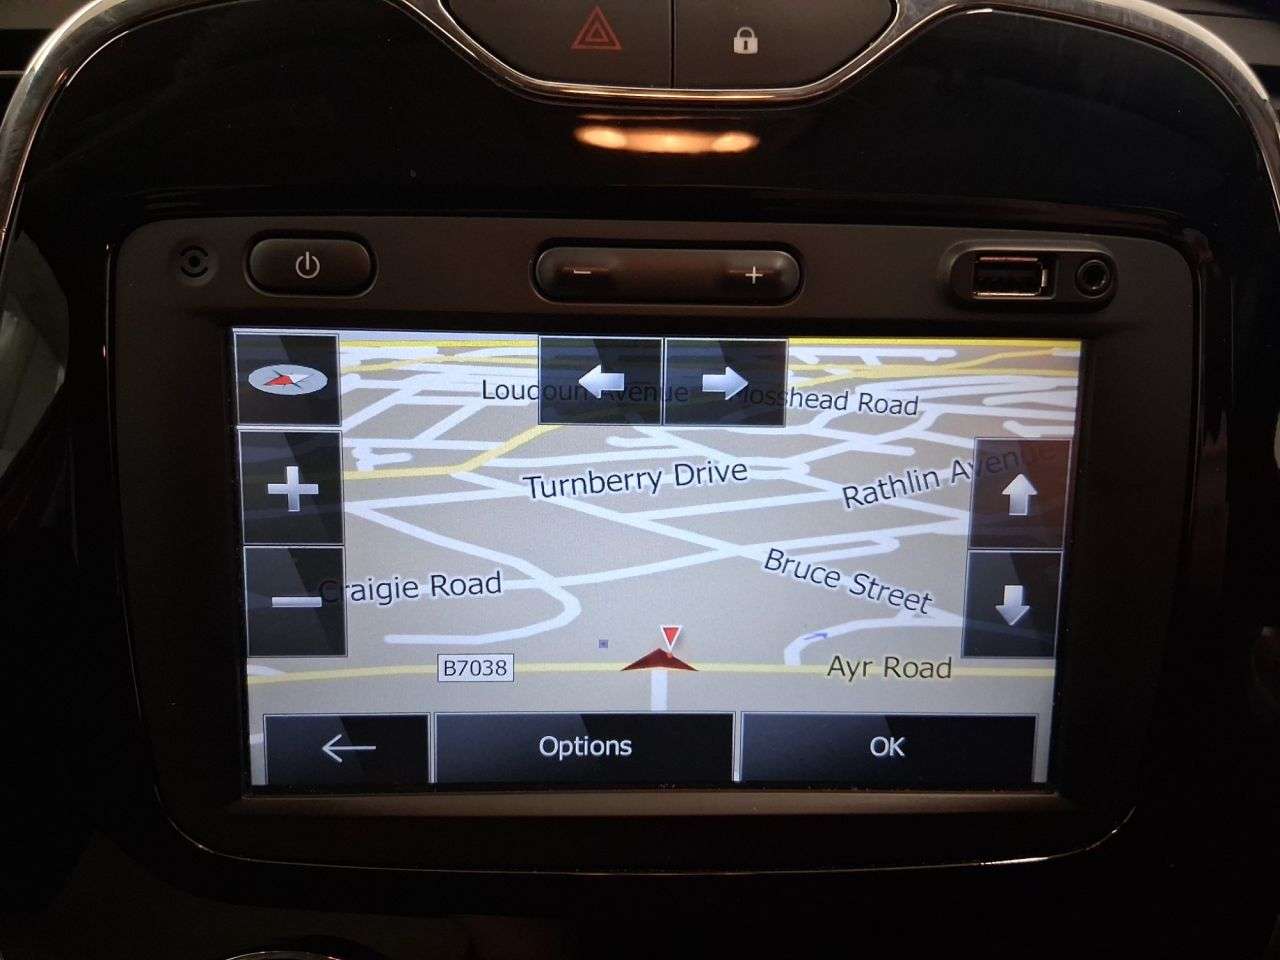 Loudoun Avenue
Mosshead Road
Turnberry Drive
Rathlin Avenue
Bruce Street
Craigie Road
B7038
Ayr Road
Options
OK